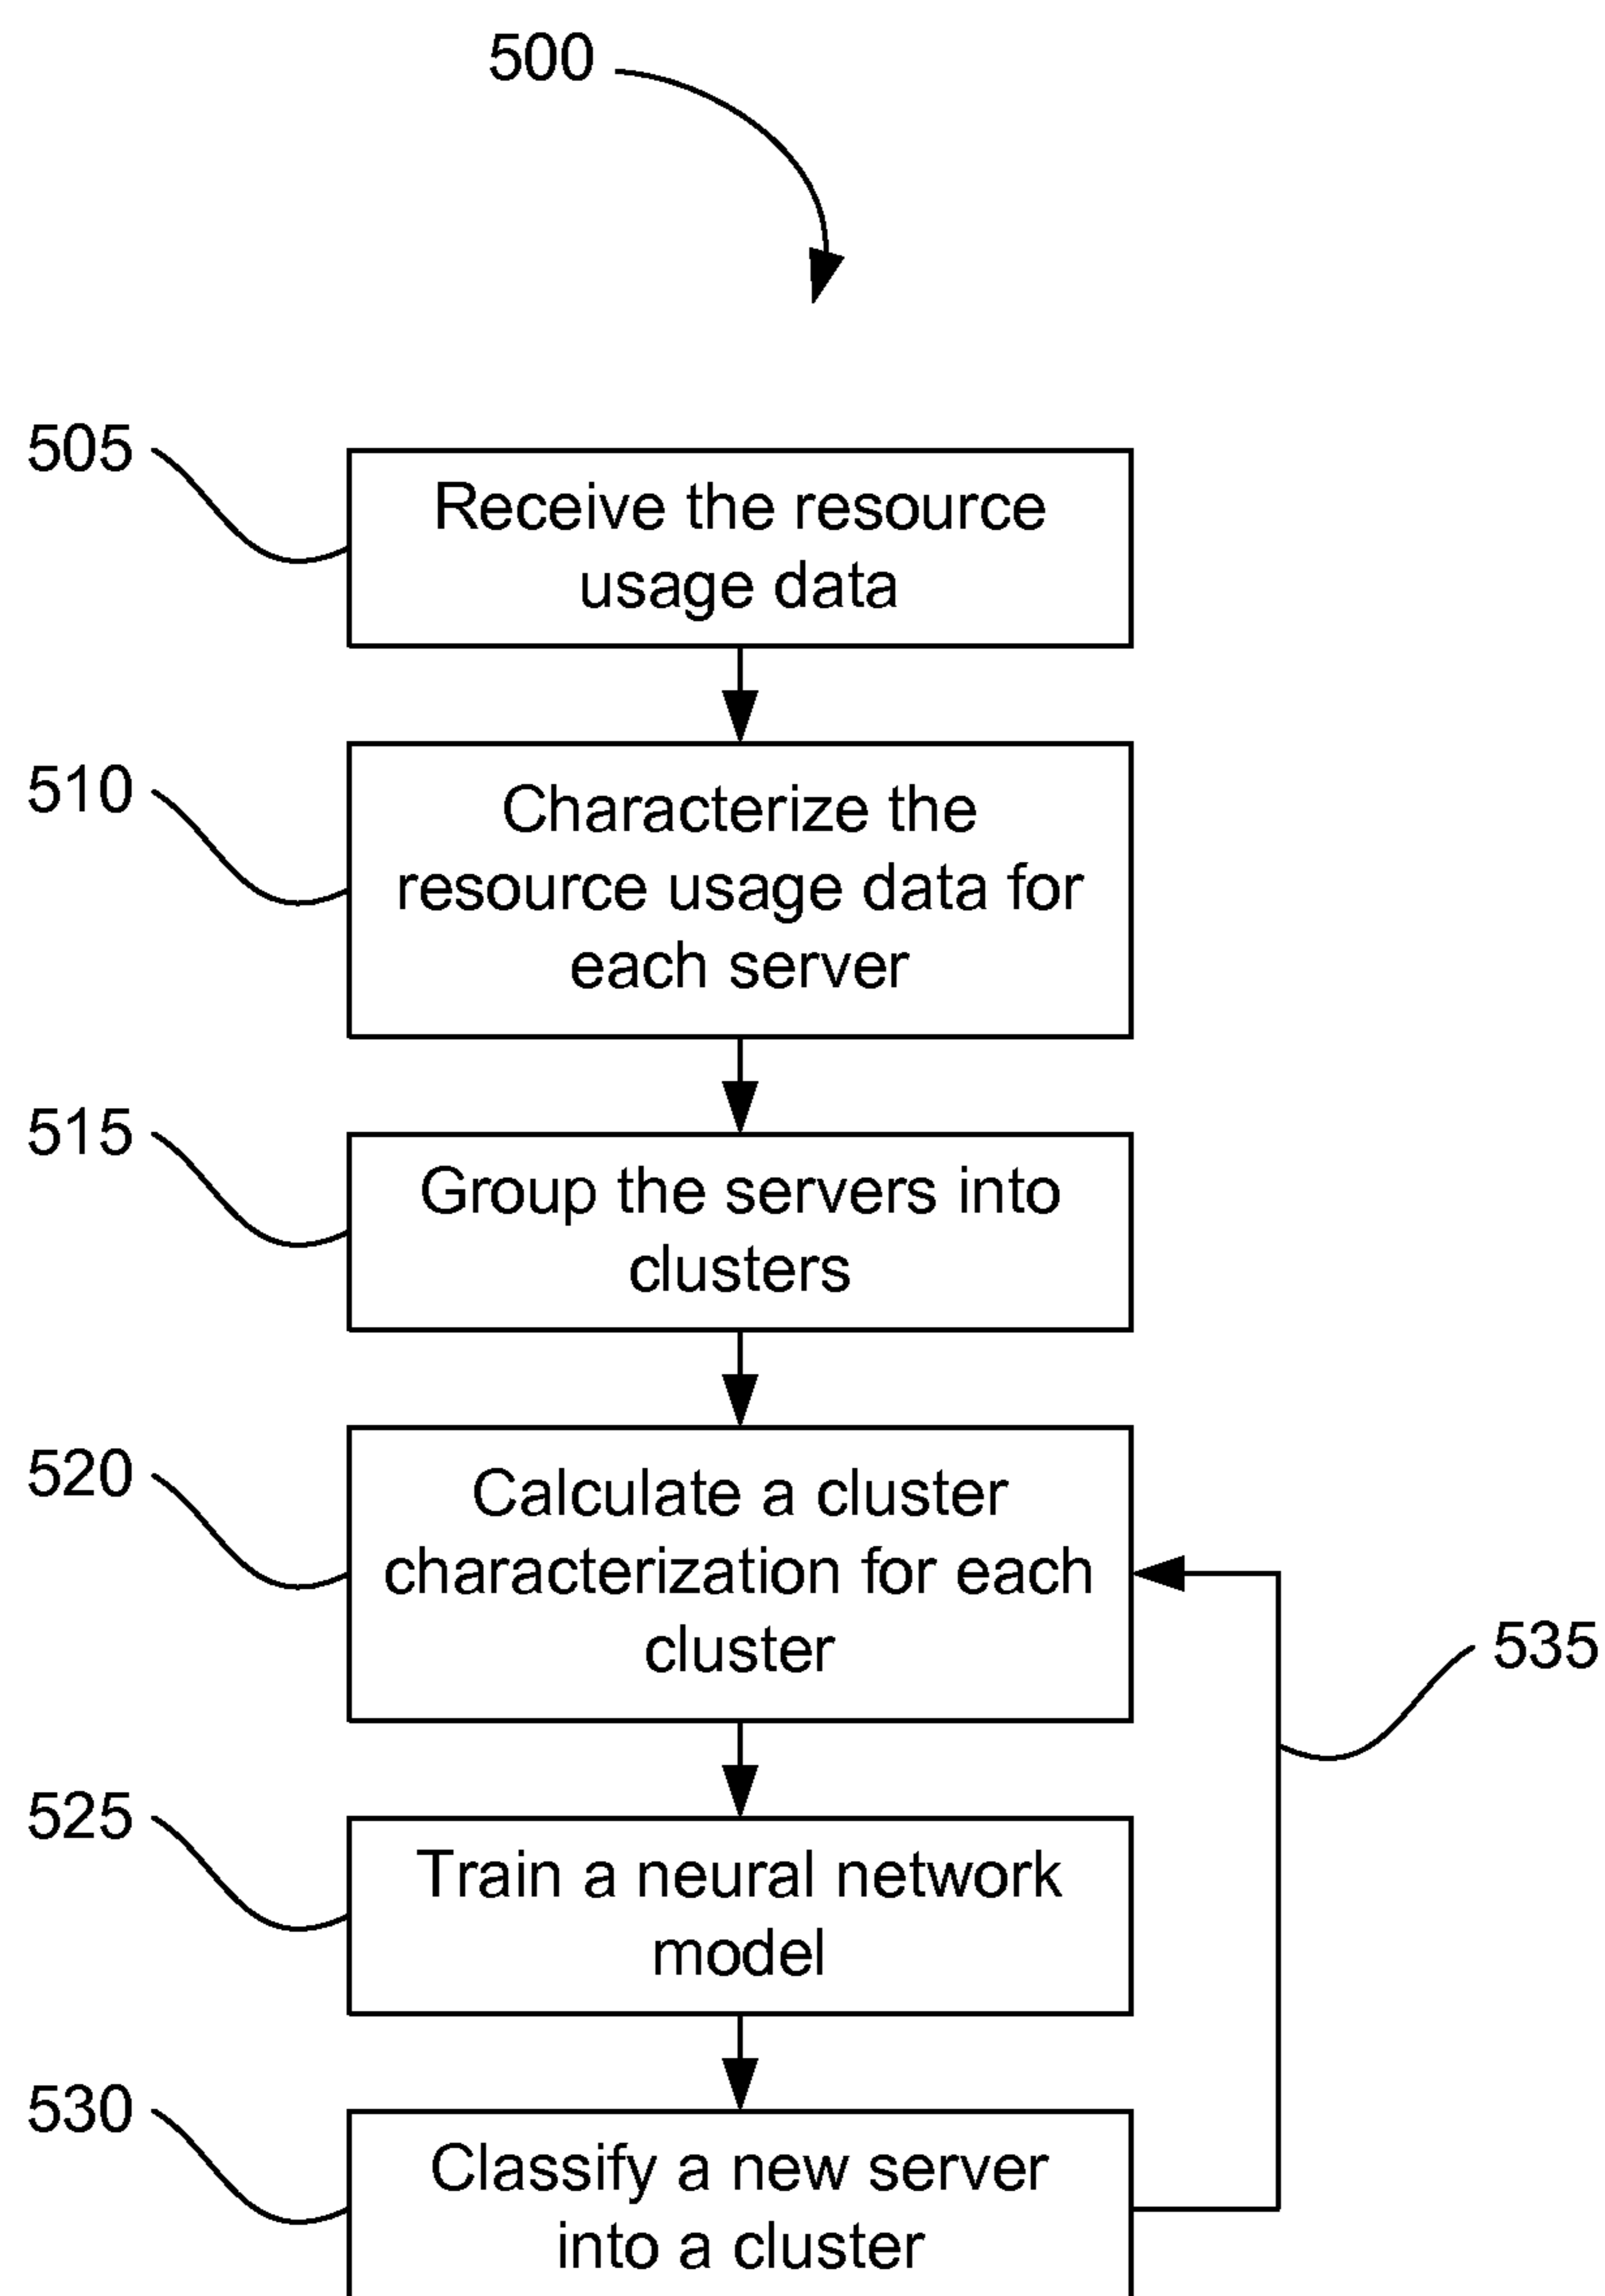 500
505
Receive the resource
usage data
510
Characterize the
resource usage data for
each server
515
Group the servers into
clusters
520
Calculate a cluster
characterization for each
cluster
535
525
Train a neural network
model
530
Classify a new server
into a cluster